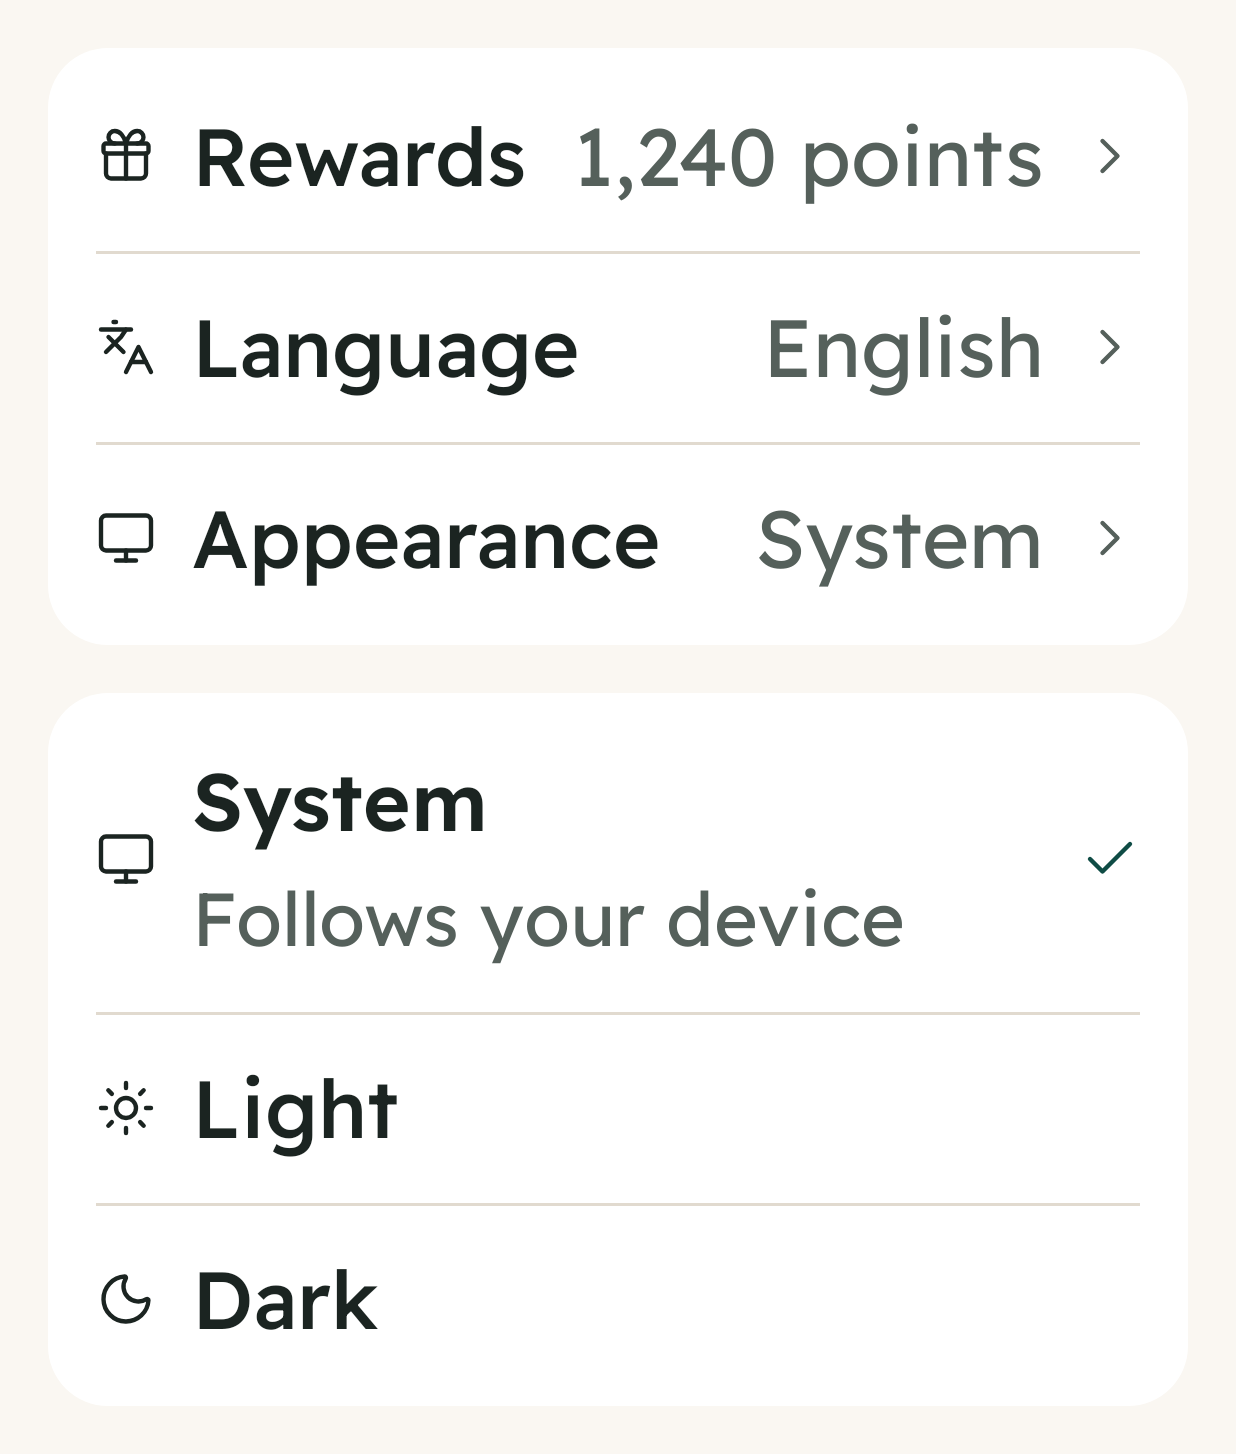 Rewards 1,240 points
Language English
Appearance System
System
Follows your device
Light
Dark